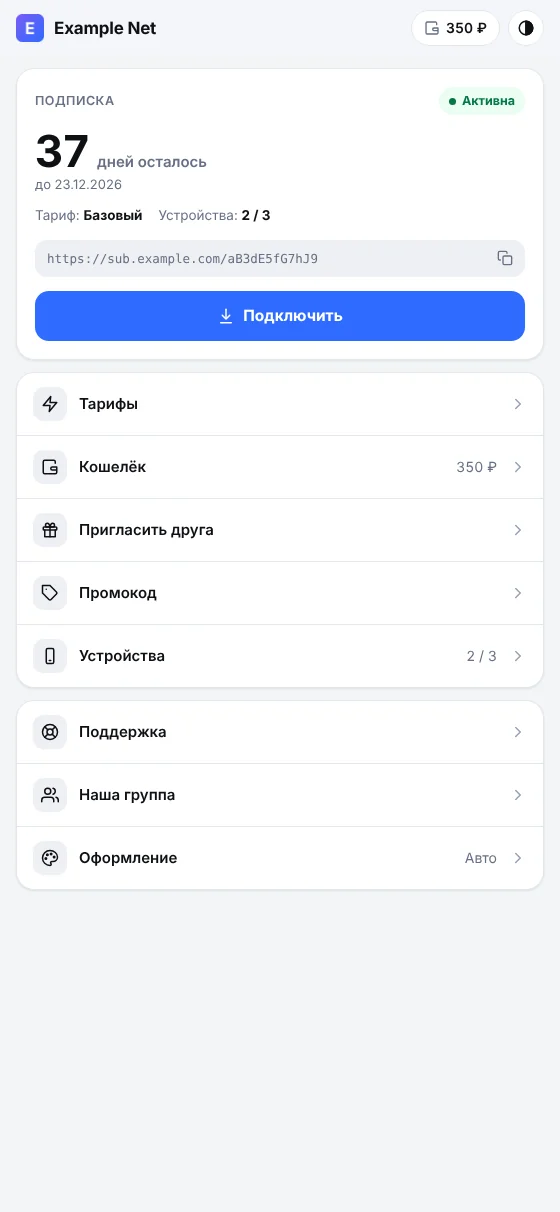 E Example Net 350 ₽
ПОДПИСКА Активна
37 дней осталось
до 23.12.2026
Тариф: Базовый Устройства: 2 / 3
https://sub.example.com/aB3dE5fG7hJ9
Подключить
Тарифы
Кошелёк 350 ₽
Пригласить друга
Промокод
Устройства 2 / 3
Поддержка
Наша группа
Оформление Авто